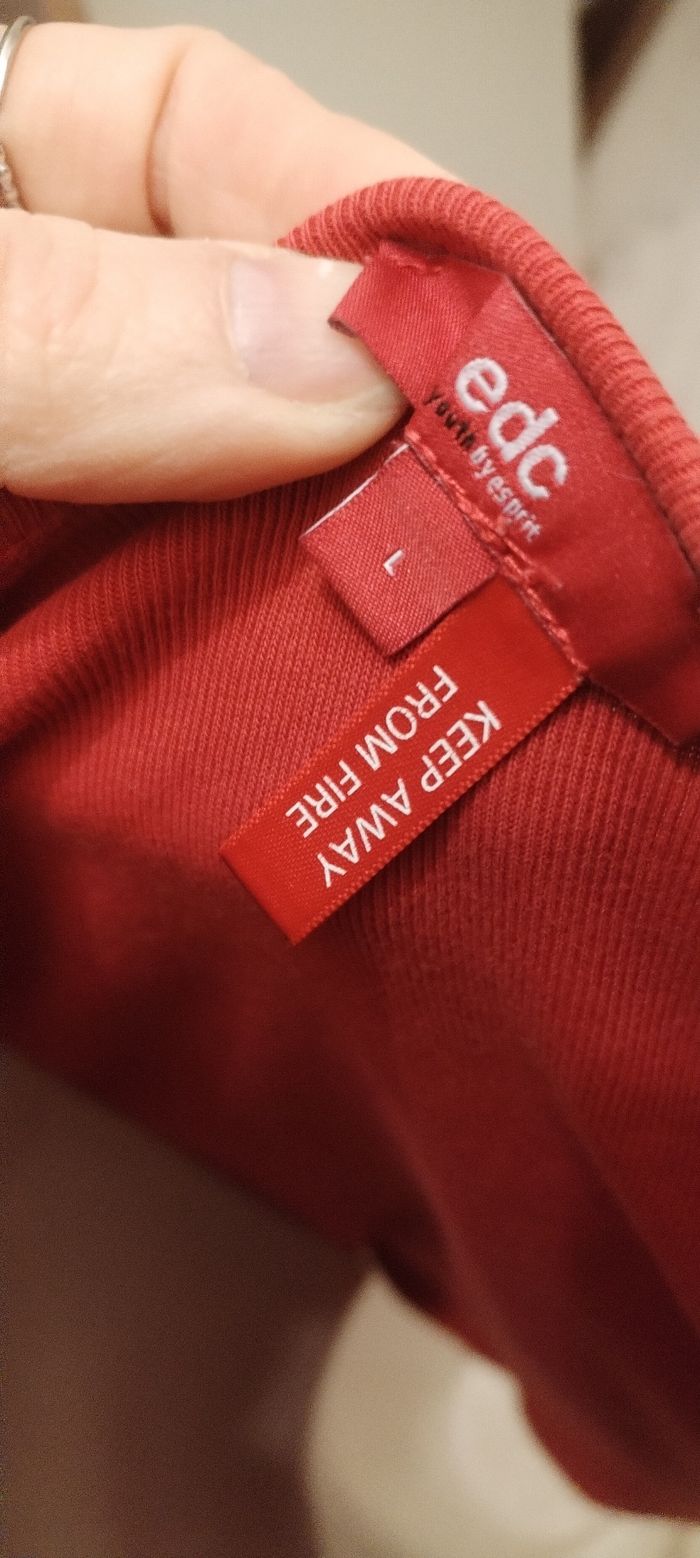 edc
youth by esprit
L
KEEP AWAY
FROM FIRE